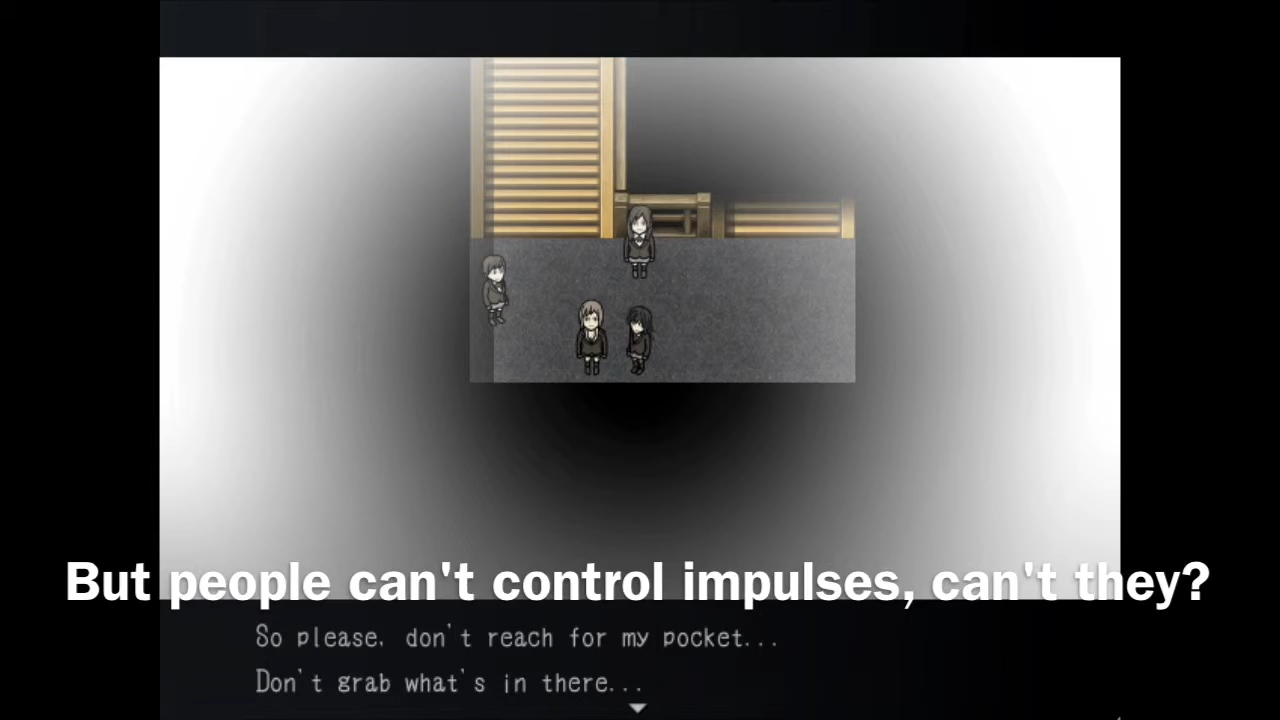 But people can't control impulses, can't they?
So please, don't reach for my pocket...
Don't grab what's in there...